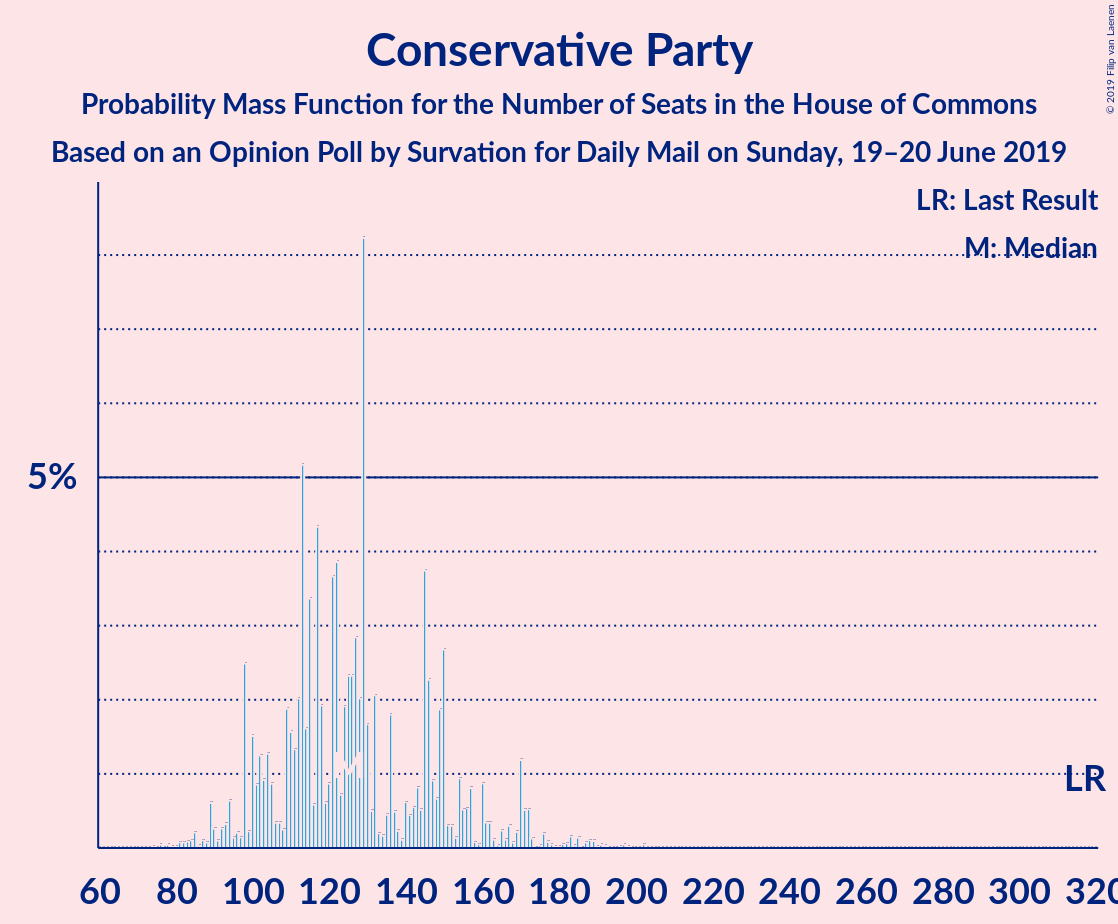 Conservative Party
Probability Mass Function for the Number of Seats in the House of Commons
Based on an Opinion Poll by Survation for Daily Mail on Sunday, 19–20 June 2019
© 2019 Filip van Laenen
LR: Last Result
M: Median
5%
LR
60 80 100 120 140 160 180 200 220 240 260 280 300 320